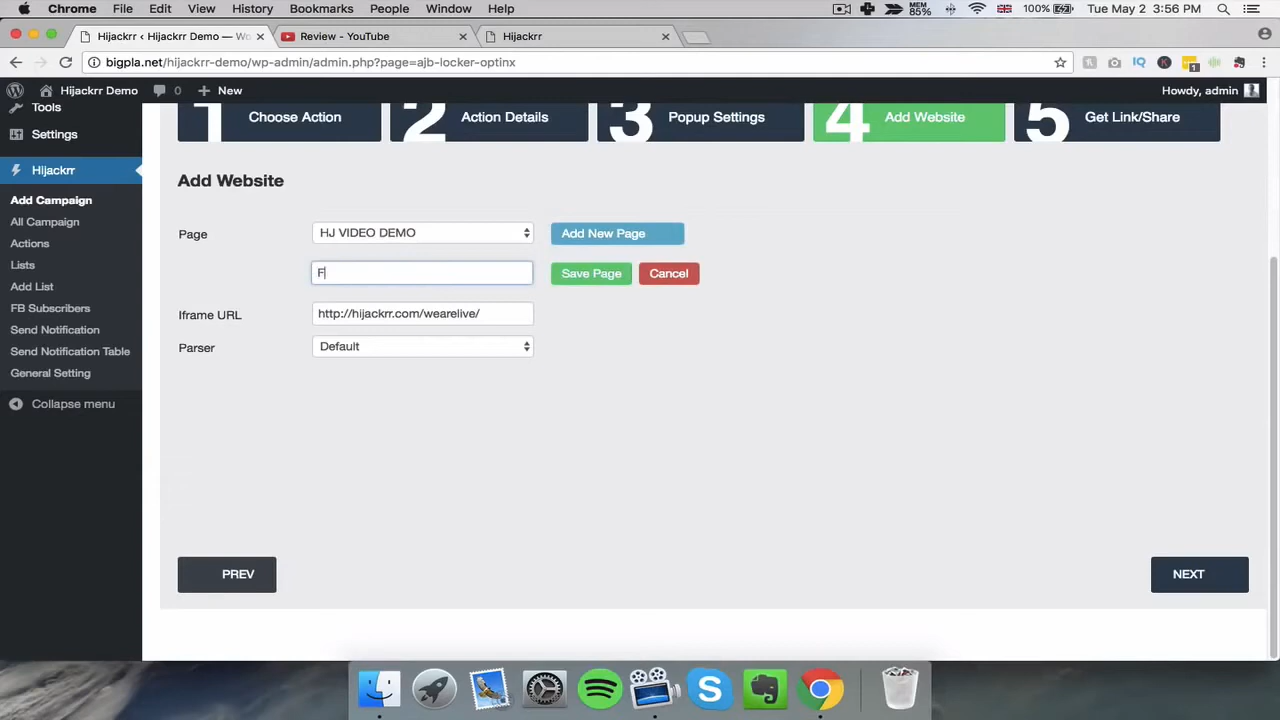 Chrome File Edit View History Bookmarks People Window Help MEM 85% 100% Tue May 2 3:56 PM
Hijackrr ‹ Hijackrr Demo — Wo
Review - YouTube
Hijackrr
bigpla.net/hijackrr-demo/wp-admin/admin.php?page=ajb-locker-optinx
Hijackrr Demo 0 New Howdy, admin
Tools
Settings
Hijackrr
Add Campaign
All Campaign
Actions
Lists
Add List
FB Subscribers
Send Notification
Send Notification Table
General Setting
Collapse menu
1 Choose Action
2 Action Details
3 Popup Settings
4 Add Website
5 Get Link/Share
Add Website
Page HJ VIDEO DEMO Add New Page
F Save Page Cancel
Iframe URL http://hijackrr.com/wearelive/
Parser Default
PREV NEXT